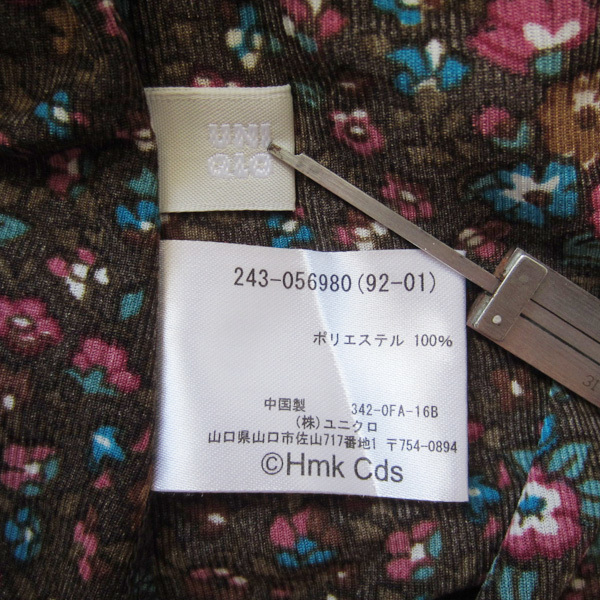 UNI
QLO
243-056980(92-01)
ポリエステル 100%
中国製 342-0FA-16B
(株)ユニクロ
山口県山口市佐山717番地1 〒754-0894
©Hmk Cds